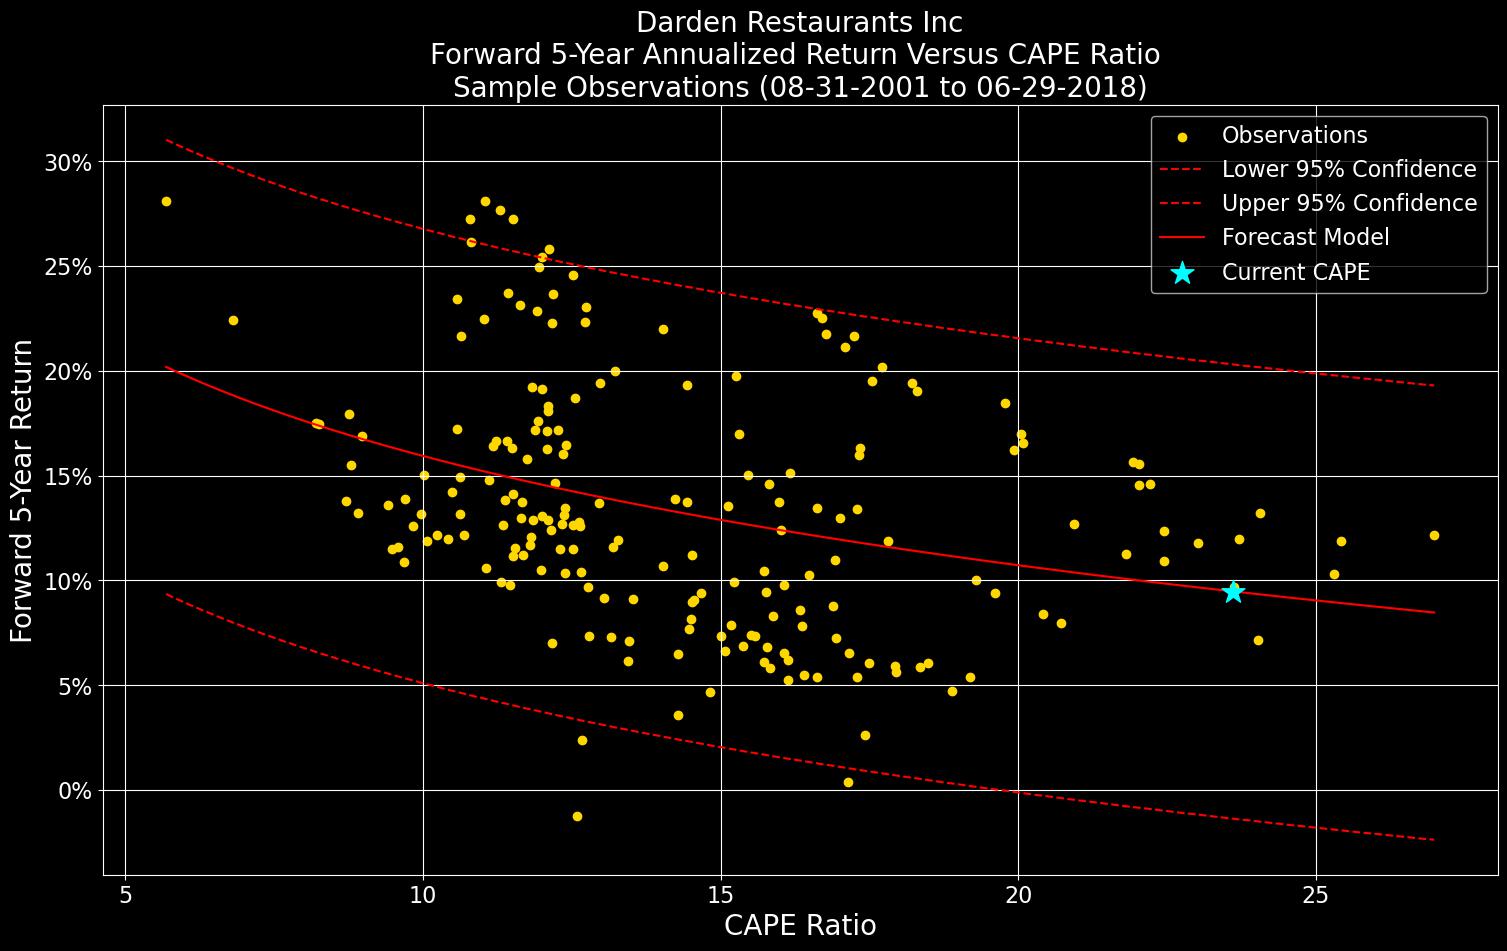 Darden Restaurants Inc
Forward 5-Year Annualized Return Versus CAPE Ratio
Sample Observations (08-31-2001 to 06-29-2018)
Observations
Lower 95% Confidence
Upper 95% Confidence
Forecast Model
Current CAPE
30%
25%
20%
15%
10%
5%
0%
Forward 5-Year Return
5 10 15 20 25
CAPE Ratio